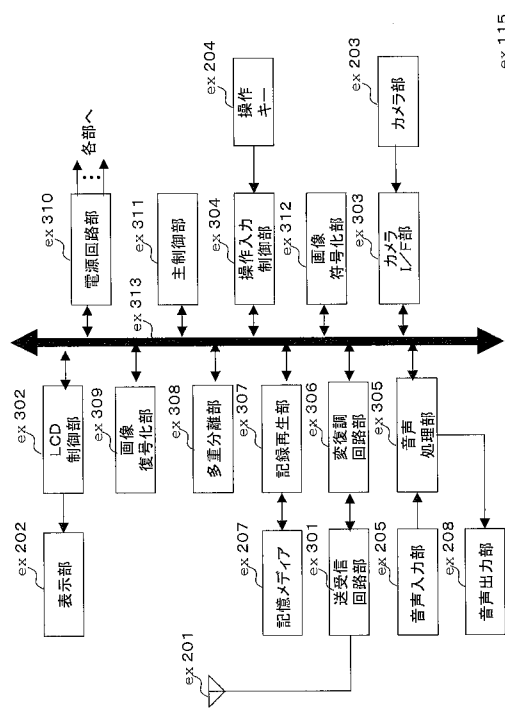 ex 115
ex 204
操作
キー
ex 203
カメラ部
各部へ
ex 310
電源回路部
ex 311
主制御部
ex 304
操作入力
制御部
ex 312
画像
符号化部
ex 303
カメラ
I/F部
ex 313
ex 302
LCD
制御部
ex 309
画像
復号化部
ex 308
多重分離部
ex 307
記録再生部
ex 306
変復調
回路部
ex 305
音声
処理部
ex 202
表示部
ex 207
記憶メディア
ex 301
送受信
回路部
ex 205
音声入力部
ex 208
音声出力部
ex 201